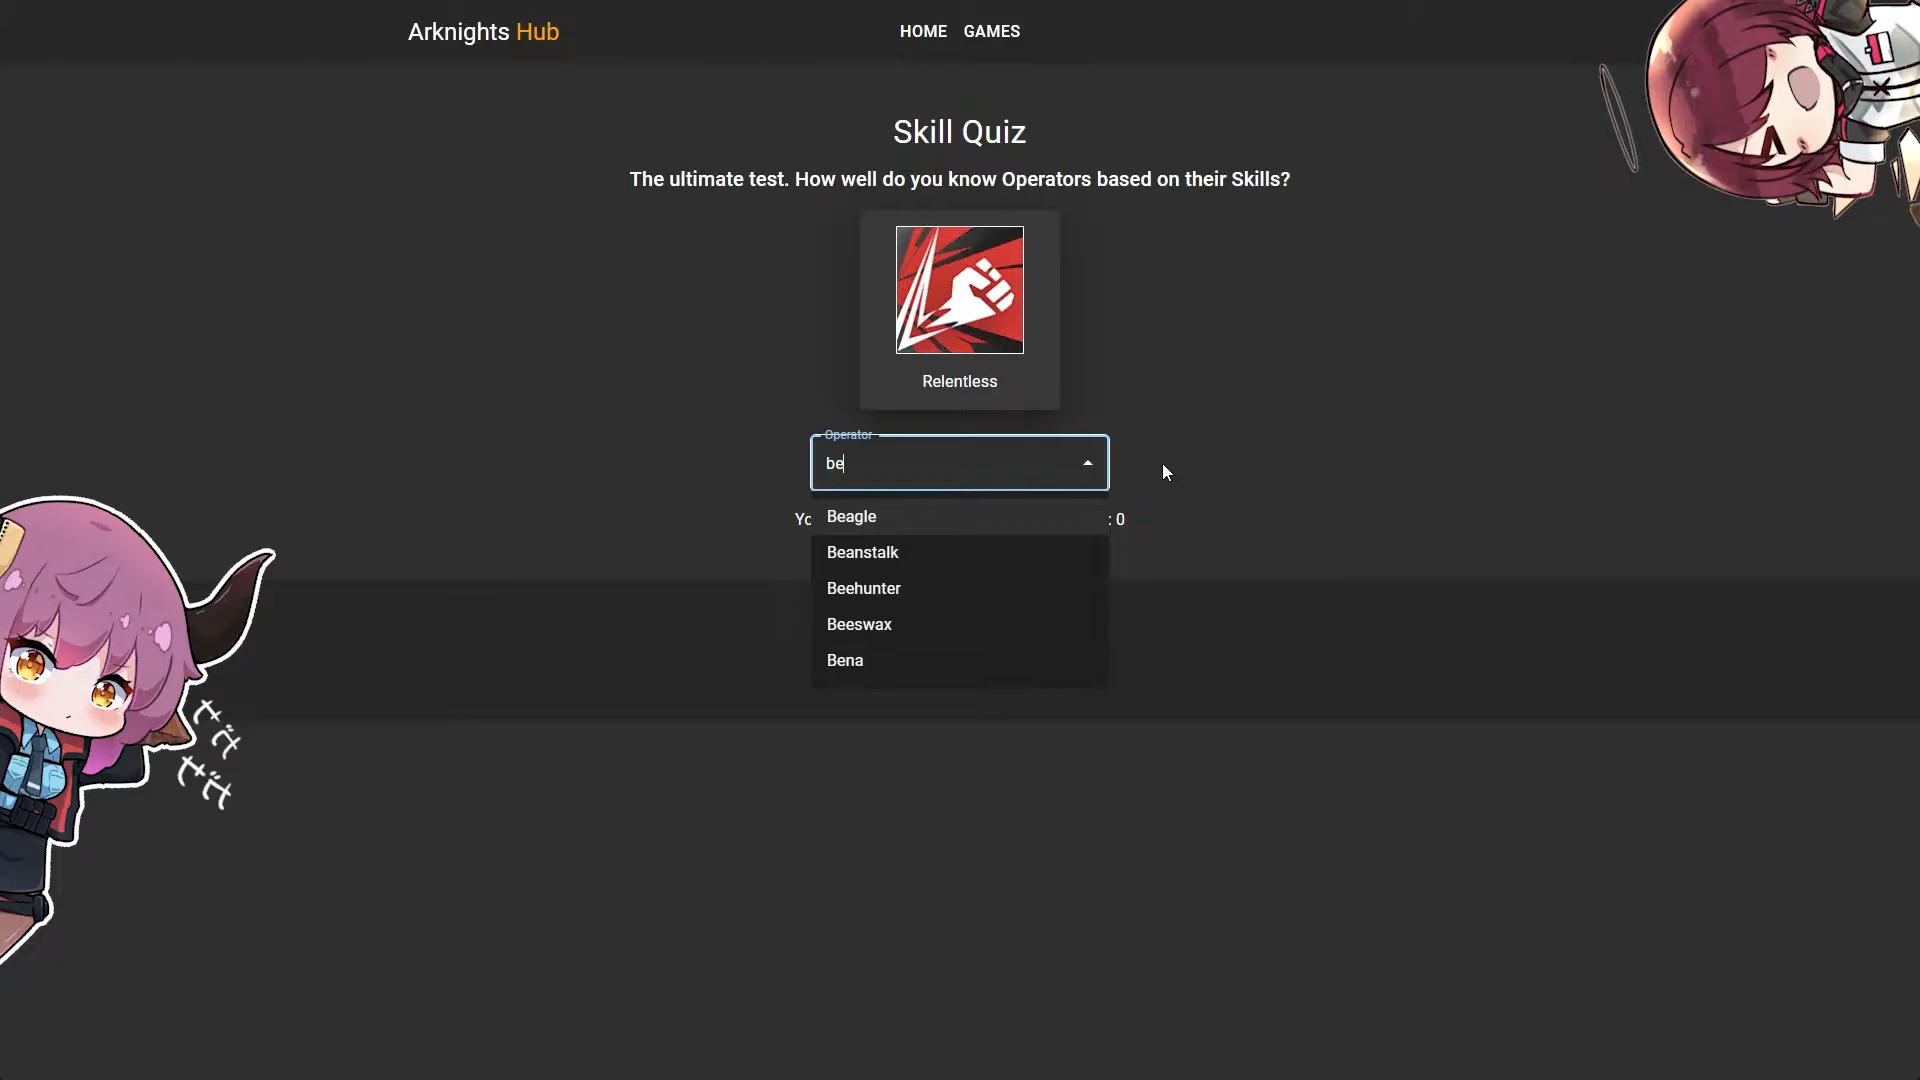 Arknights Hub
HOME GAMES
Skill Quiz
The ultimate test. How well do you know Operators based on their Skills?
Relentless
Operator
be
: 0
Beagle
Beanstalk
Beehunter
Beeswax
Bena